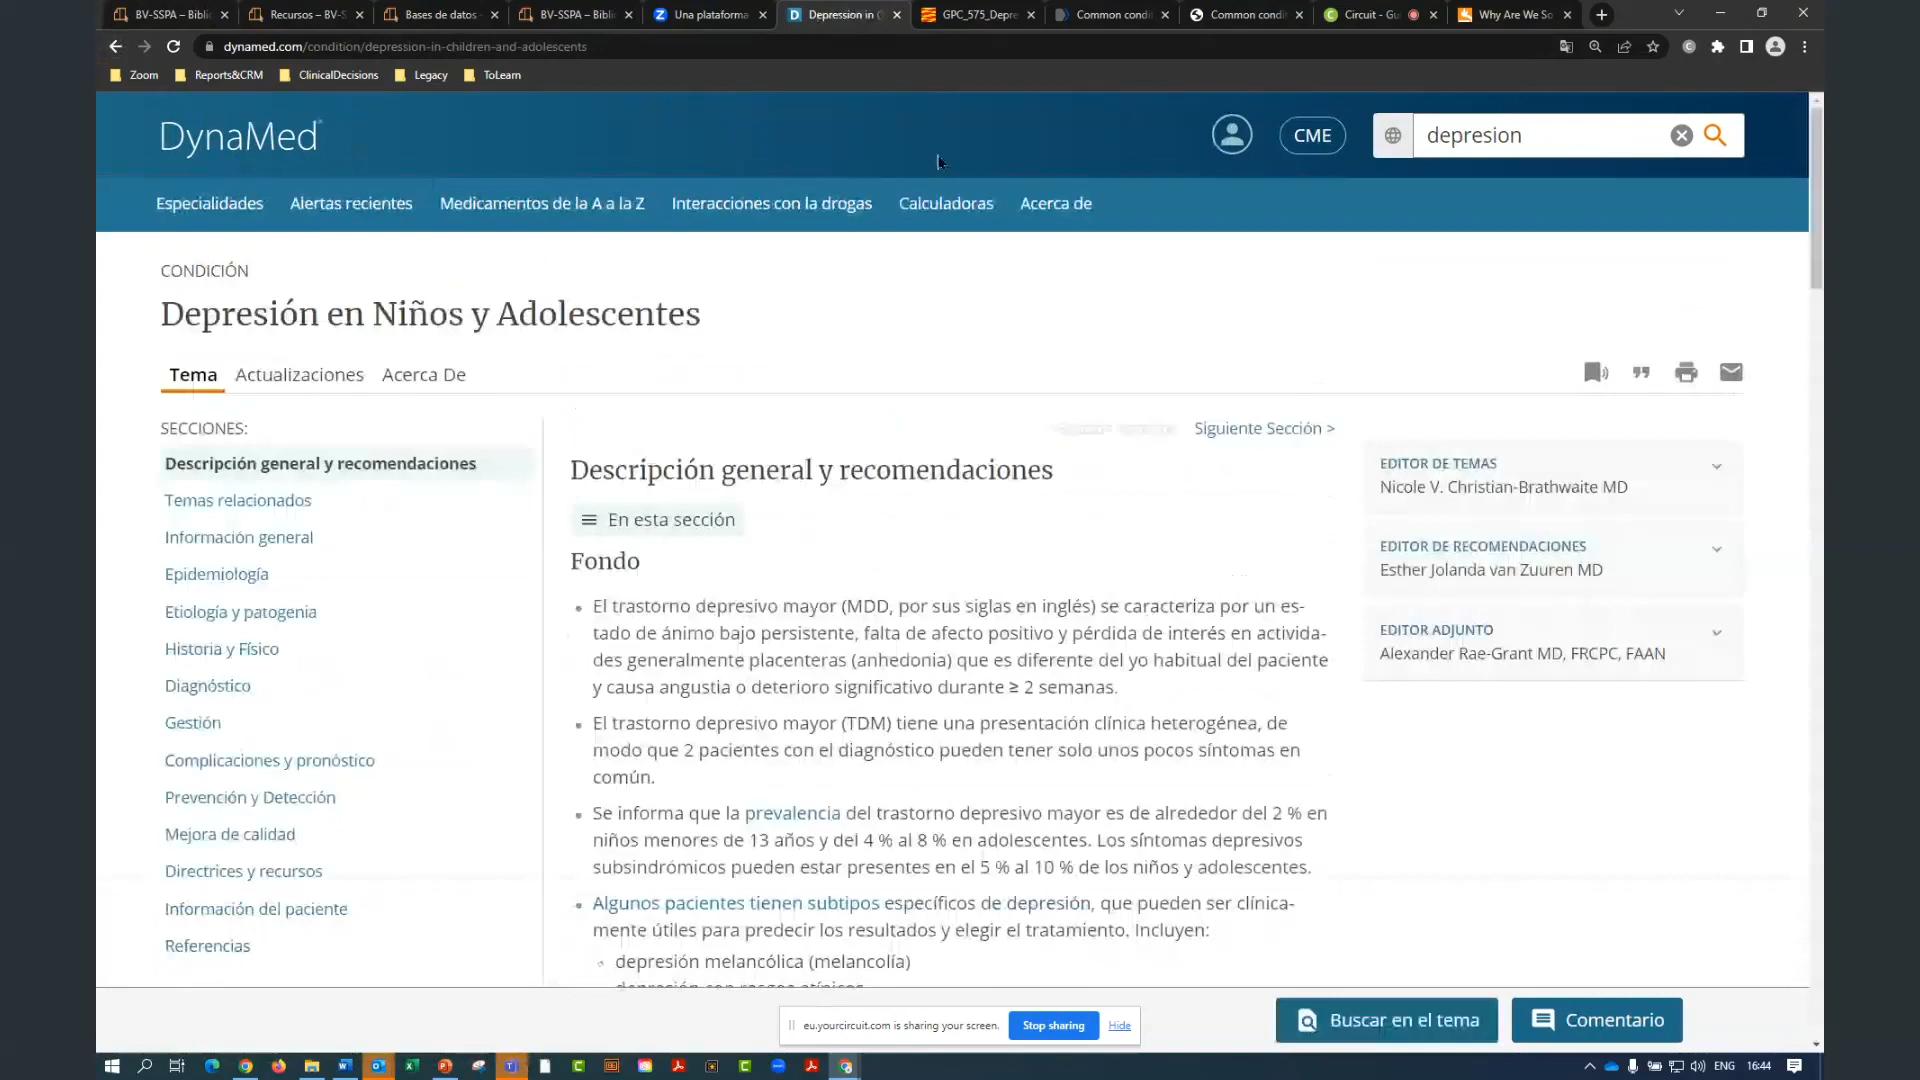 BV-SSPA – Bibli
Recursos – BV-S
Bases de datos -
BV-SSPA – Bibli
Una plataforma
Depression in C
GPC_575_Depre
Common condi
Common condi
Circuit - Gu
Why Are We So
dynamed.com/condition/depression-in-children-and-adolescents
Zoom
Reports&CRM
ClinicalDecisions
Legacy
ToLearn
DynaMed
CME
depresion
Especialidades
Alertas recientes
Medicamentos de la A a la Z
Interacciones con la drogas
Calculadoras
Acerca de
CONDICIÓN
Depresión en Niños y Adolescentes
Tema
Actualizaciones
Acerca De
SECCIONES:
Descripción general y recomendaciones
Temas relacionados
Información general
Epidemiología
Etiología y patogenia
Historia y Físico
Diagnóstico
Gestión
Complicaciones y pronóstico
Prevención y Detección
Mejora de calidad
Directrices y recursos
Información del paciente
Referencias
Siguiente Sección >
Descripción general y recomendaciones
En esta sección
Fondo
El trastorno depresivo mayor (MDD, por sus siglas en inglés) se caracteriza por un es-
tado de ánimo bajo persistente, falta de afecto positivo y pérdida de interés en activida-
des generalmente placenteras (anhedonia) que es diferente del yo habitual del paciente
y causa angustia o deterioro significativo durante ≥ 2 semanas.
El trastorno depresivo mayor (TDM) tiene una presentación clínica heterogénea, de
modo que 2 pacientes con el diagnóstico pueden tener solo unos pocos síntomas en
común.
Se informa que la prevalencia del trastorno depresivo mayor es de alrededor del 2 % en
niños menores de 13 años y del 4 % al 8 % en adolescentes. Los síntomas depresivos
subsindrómicos pueden estar presentes en el 5 % al 10 % de los niños y adolescentes.
Algunos pacientes tienen subtipos específicos de depresión, que pueden ser clínica-
mente útiles para predecir los resultados y elegir el tratamiento. Incluyen:
depresión melancólica (melancolía)
depresión con rasgos atípicos
EDITOR DE TEMAS
Nicole V. Christian-Brathwaite MD
EDITOR DE RECOMENDACIONES
Esther Jolanda van Zuuren MD
EDITOR ADJUNTO
Alexander Rae-Grant MD, FRCPC, FAAN
eu.yourcircuit.com is sharing your screen.
Stop sharing
Hide
Buscar en el tema
Comentario
ENG
16:44